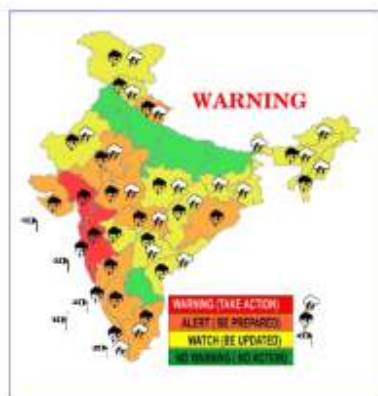 WARNING
WARNING (TAKE ACTION)
ALERT ( BE PREPARED)
WATCH (BE UPDATED)
NO WARNING ( NO ACTION)